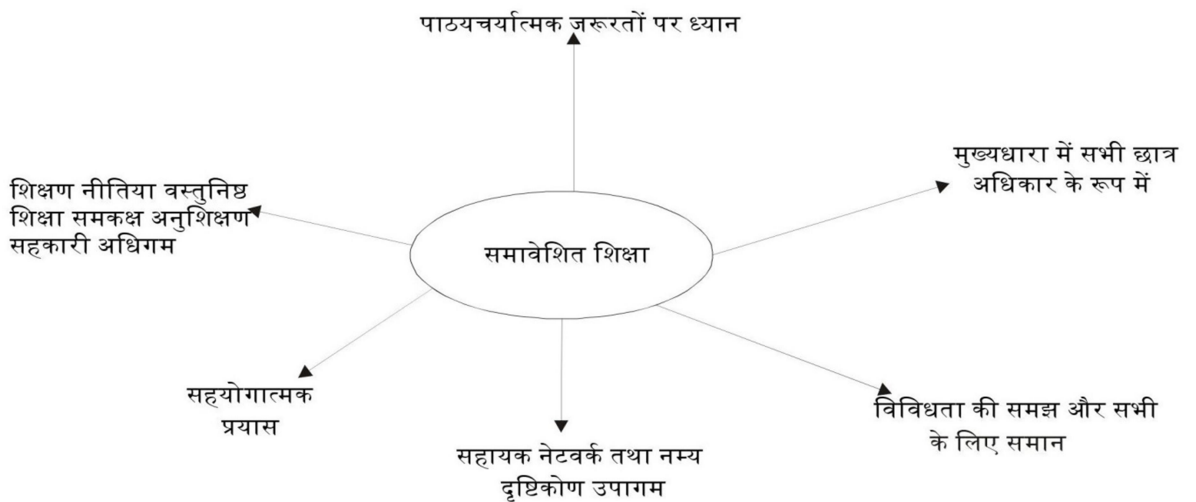 पाठयचर्यात्मक जरूरतों पर ध्यान
मुख्यधारा में सभी छात्र
अधिकार के रूप में
शिक्षण नीतिया वस्तुनिष्ठ
शिक्षा समकक्ष अनुशिक्षण
सहकारी अधिगम
समावेशित शिक्षा
सहयोगात्मक
प्रयास
सहायक नेटवर्क तथा नम्य
दृष्टिकोण उपागम
विविधता की समझ और सभी
के लिए समान